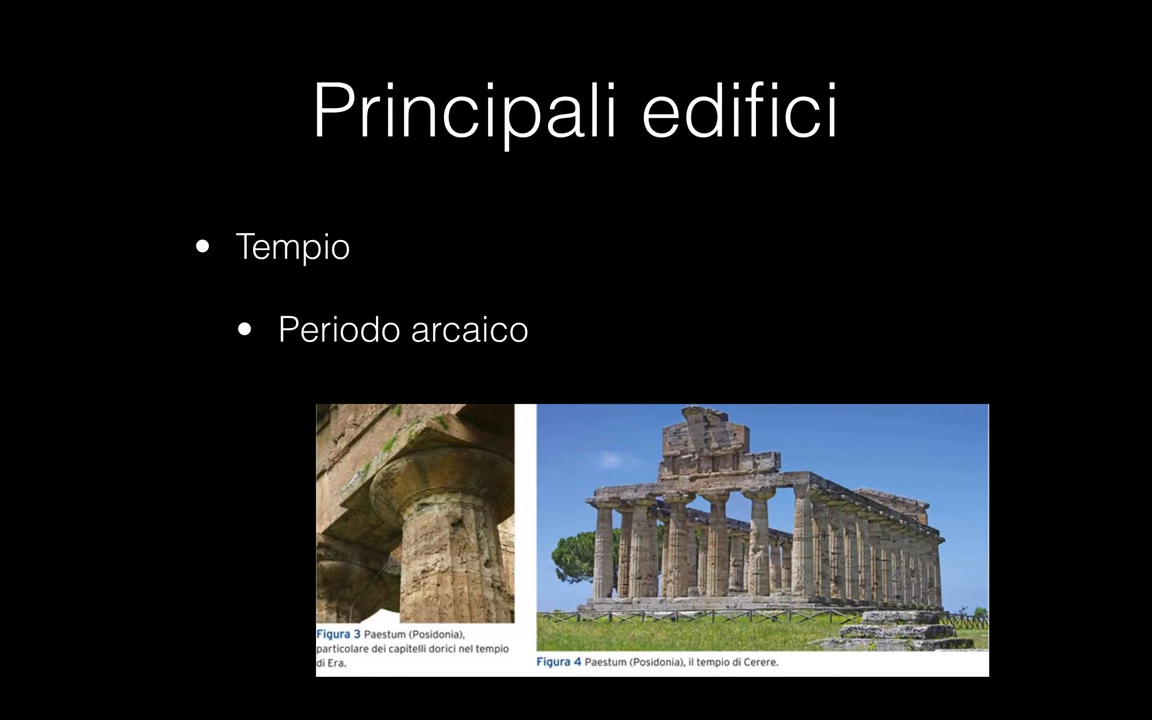 Principali edifici
• Tempio
• Periodo arcaico
Figura 3 Paestum (Posidonia),
particolare dei capitelli dorici nel tempio
di Era.
Figura 4 Paestum (Posidonia), il tempio di Cerere.